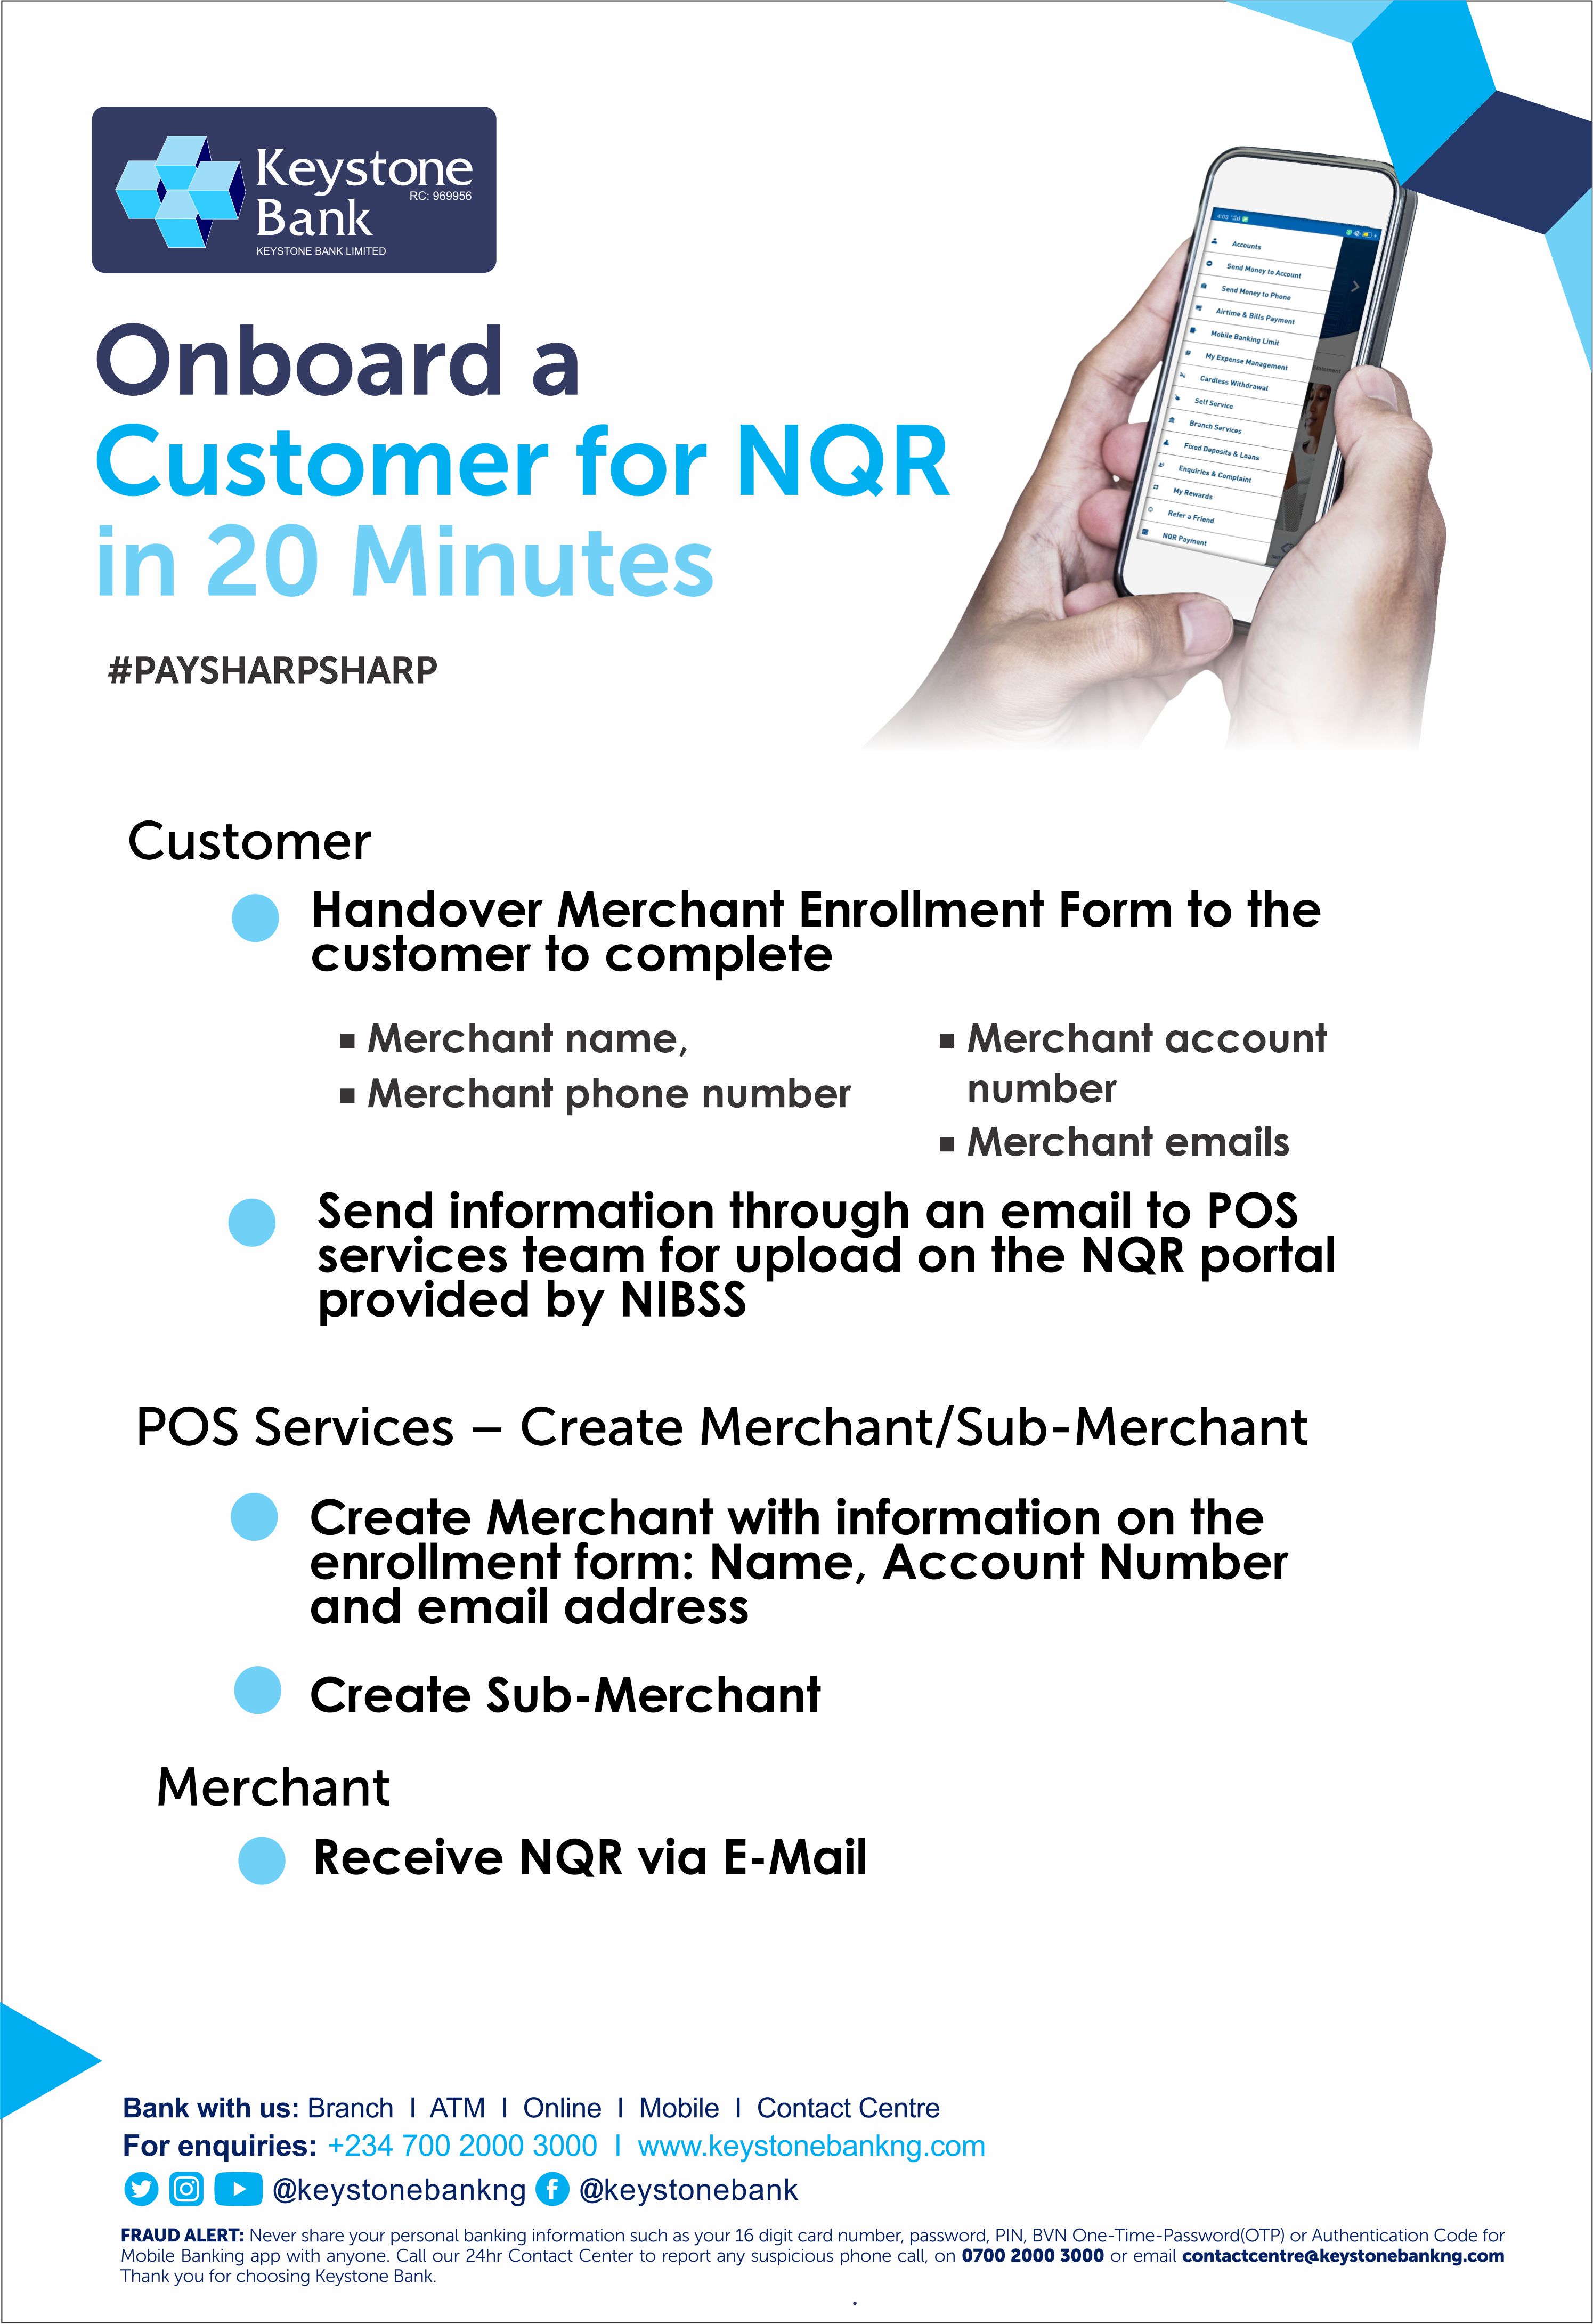 Keystone
RC: 969956
Bank
KEYSTONE BANK LIMITED
Onboard a
Customer for NQR
in 20 Minutes
#PAYSHARPSHARP
4:03
Accounts
Send Money to Account
Send Money to Phone
Airtime & Bills Payment
Mobile Banking Limit
My Expense Management
Cardless Withdrawal
Self Service
Branch Services
Fixed Deposits & Loans
Enquiries & Complaint
My Rewards
Refer a Friend
NQR Payment
Customer
Handover Merchant Enrollment Form to the
customer to complete
Merchant name,
Merchant phone number
Merchant account
number
Merchant emails
Send information through an email to POS
services team for upload on the NQR portal
provided by NIBSS
POS Services – Create Merchant/Sub-Merchant
Create Merchant with information on the
enrollment form: Name, Account Number
and email address
Create Sub-Merchant
Merchant
Receive NQR via E-Mail
Bank with us: Branch I ATM I Online I Mobile I Contact Centre
For enquiries: +234 700 2000 3000 I www.keystonebankng.com
@keystonebankng @keystonebank
FRAUD ALERT: Never share your personal banking information such as your 16 digit card number, password, PIN, BVN One-Time-Password(OTP) or Authentication Code for
Mobile Banking app with anyone. Call our 24hr Contact Center to report any suspicious phone call, on 0700 2000 3000 or email contactcentre@keystonebankng.com
Thank you for choosing Keystone Bank.
.